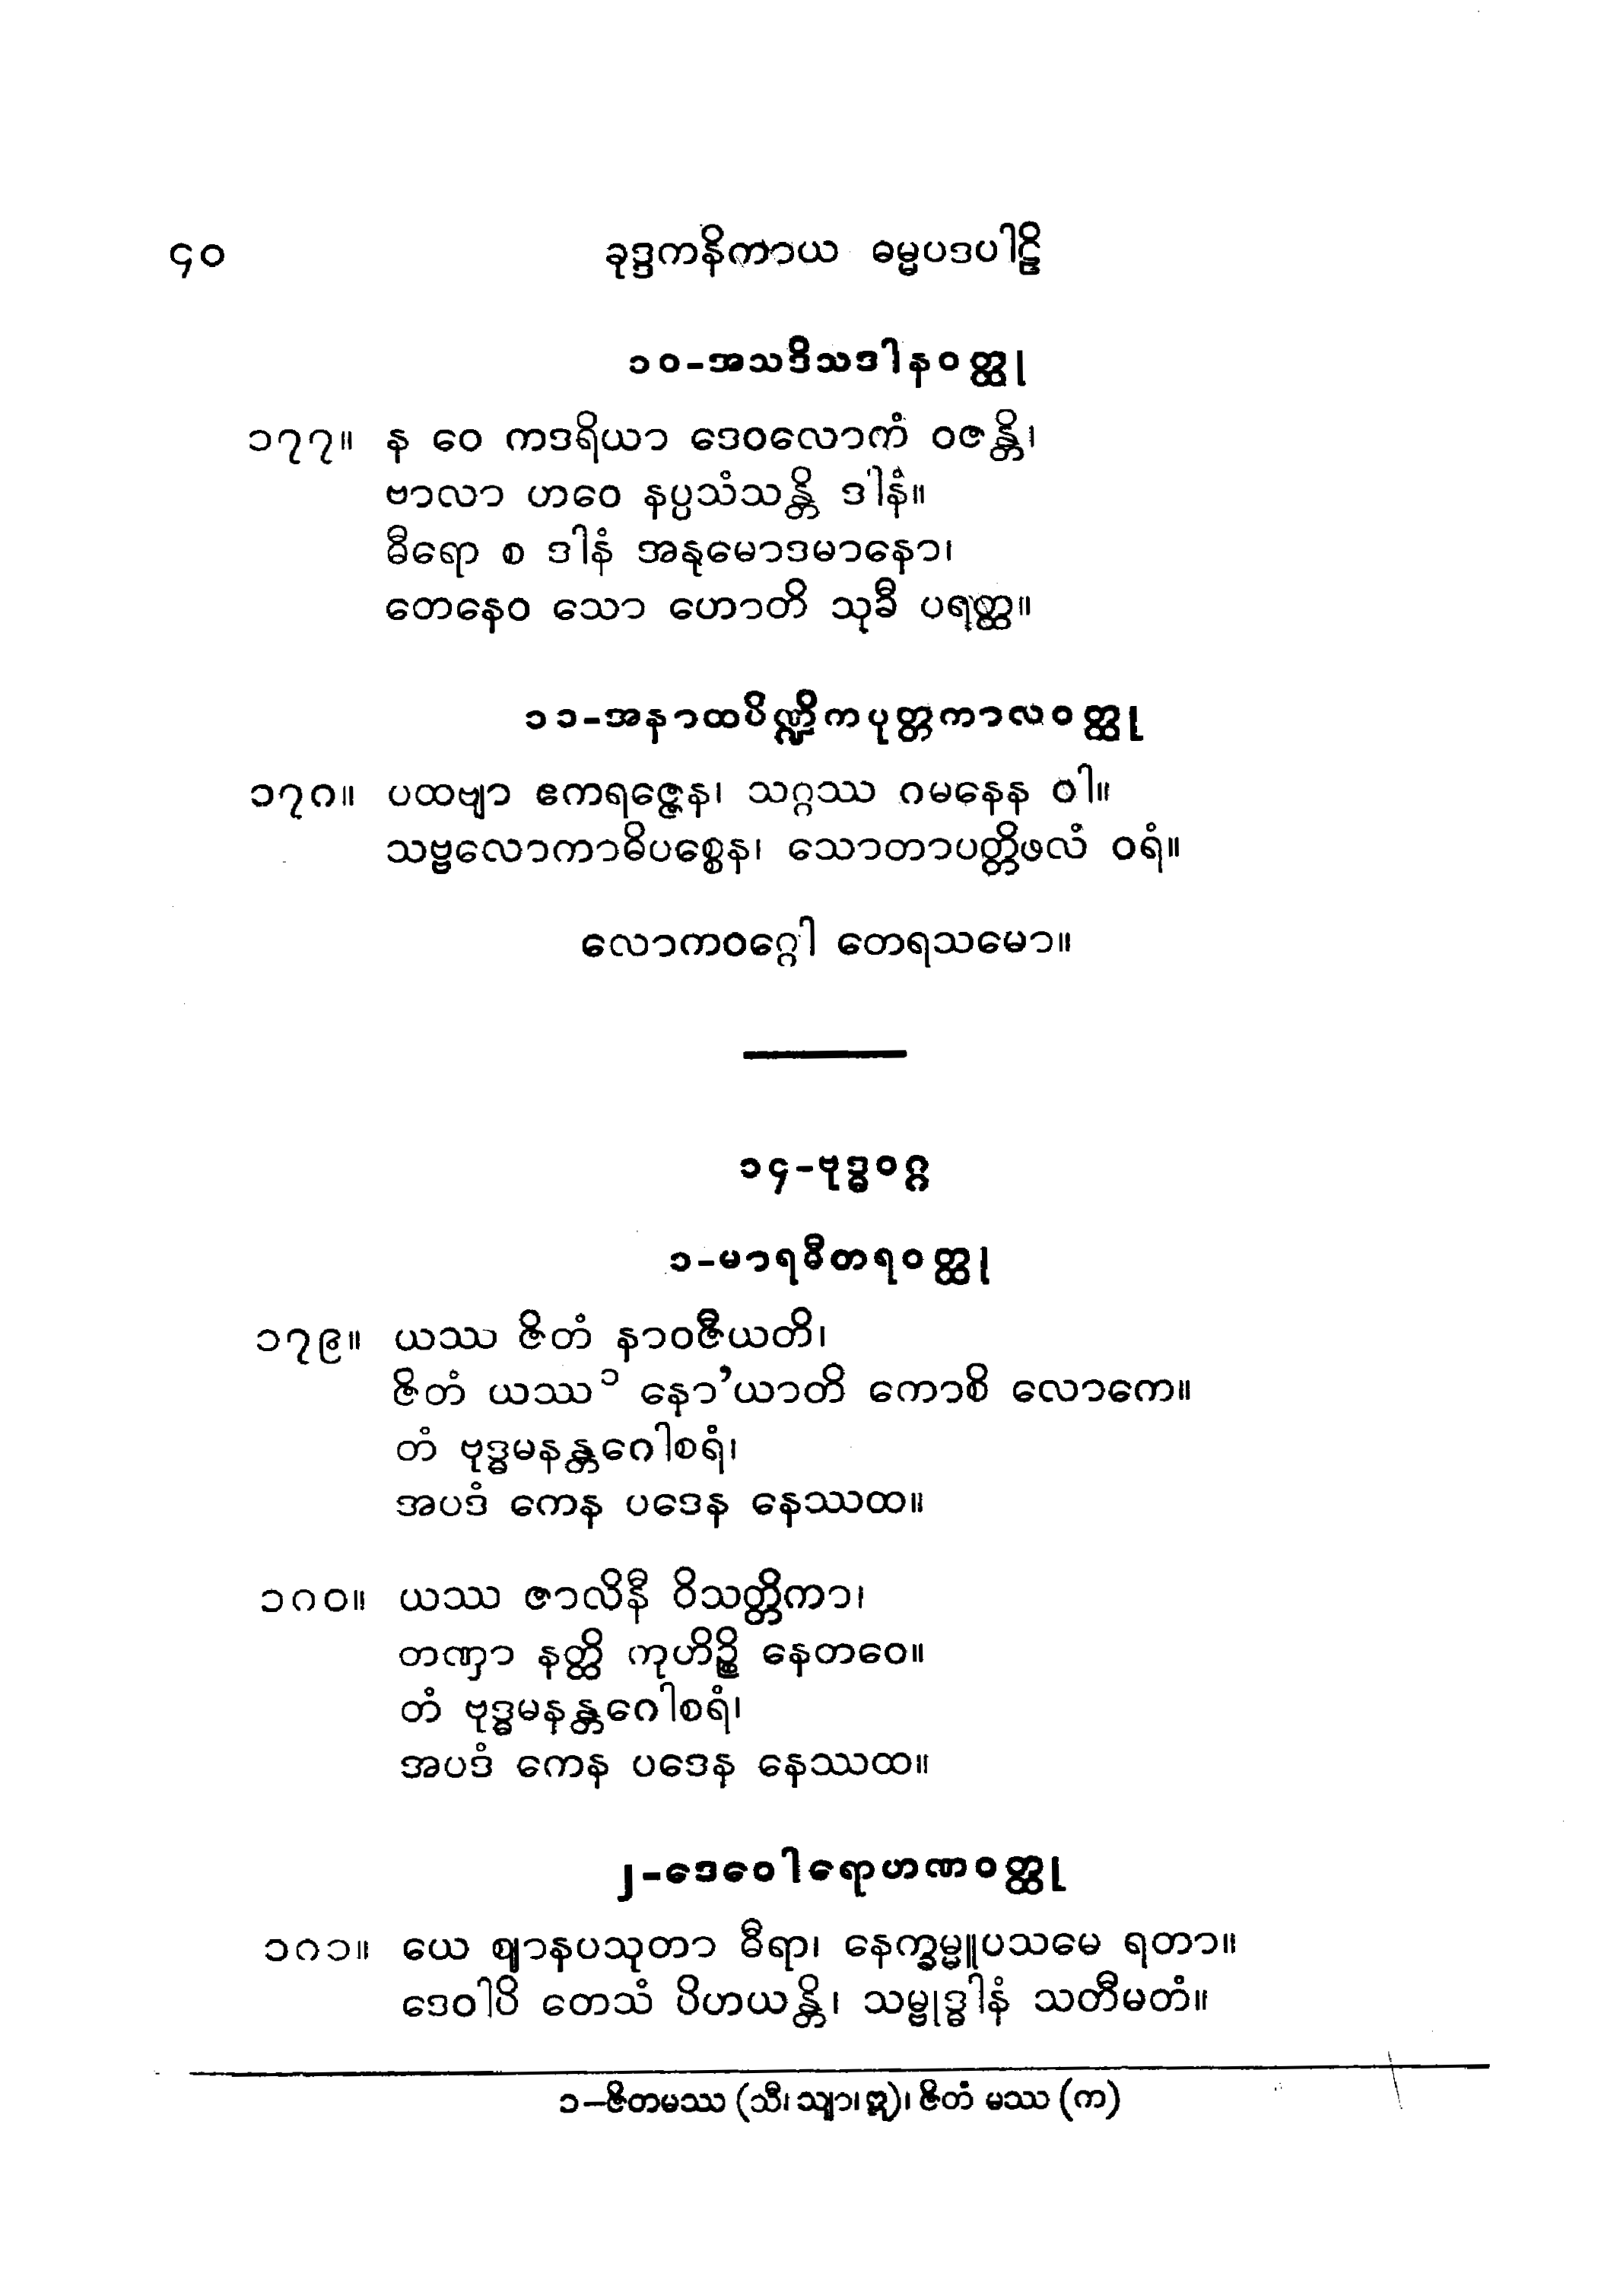 ၄၀ ခုဒ္ဒကနိကာယ ဓမ္မပဒပါဠိ
၁၀-အသဒိသဒါနဝတ္ထု
၁၇၇။ န ဝေ ကဒရိယာ ဒေဝလောကံ ဝဇန္တိ၊
ဗာလာ ဟဝေ နပ္ပသံသန္တိ ဒါနံ။
ဓီရော စ ဒါနံ အနုမောဒမာနော၊
တေနေဝ သော ဟောတိ သုခီ ပရတ္ထ။
၁၁-အနာထပိဏ္ဍိကပုတ္တကာလဝတ္ထု
၁၇၈။ ပထဗျာ ဧကရဇ္ဇေန၊ သဂ္ဂဿ ဂမနေန ဝါ။
သဗ္ဗလောကာဓိပစ္စေန၊ သောတာပတ္တိဖလံ ဝရံ။
လောကဝဂ္ဂေါ တေရသမော။
၁၄-ဗုဒ္ဓဝဂ္ဂ
၁-မာရဓီတရဝတ္ထု
၁၇၉။ ယဿ ဇိတံ နာဝဇီယတိ၊
ဇိတံ ယဿ ၁ နော’ယာတိ ကောစိ လောကေ။
တံ ဗုဒ္ဓမနန္တဂေါစရံ၊
အပဒံ ကေန ပဒေန နေဿထ။
၁၈၀။ ယဿ ဇာလိနီ ဝိသတ္တိကာ၊
တဏှာ နတ္ထိ ကုဟိဉ္စိ နေတဝေ။
တံ ဗုဒ္ဓမနန္တဂေါစရံ၊
အပဒံ ကေန ပဒေန နေဿထ။
၂-ဒေဝေါရောဟဏဝတ္ထု
၁၈၁။ ယေ ဈာနပသုတာ ဓီရာ၊ နေက္ခမ္မူပသမေ ရတာ။
ဒေဝါပိ တေသံ ပိဟယန္တိ၊ သမ္ဗုဒ္ဓါနံ သတီမတံ။
၁–ဇိတမဿ (သီ၊ သျာ၊ ဣ)၊ ဇိတံ မဿ (က)